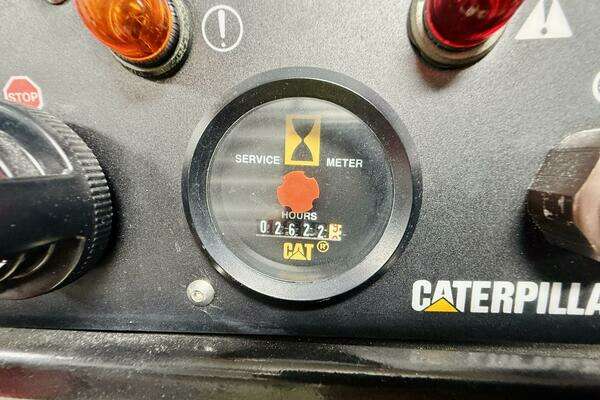 STOP
SERVICE METER
HOURS
02622
CAT®
CATERPILLA